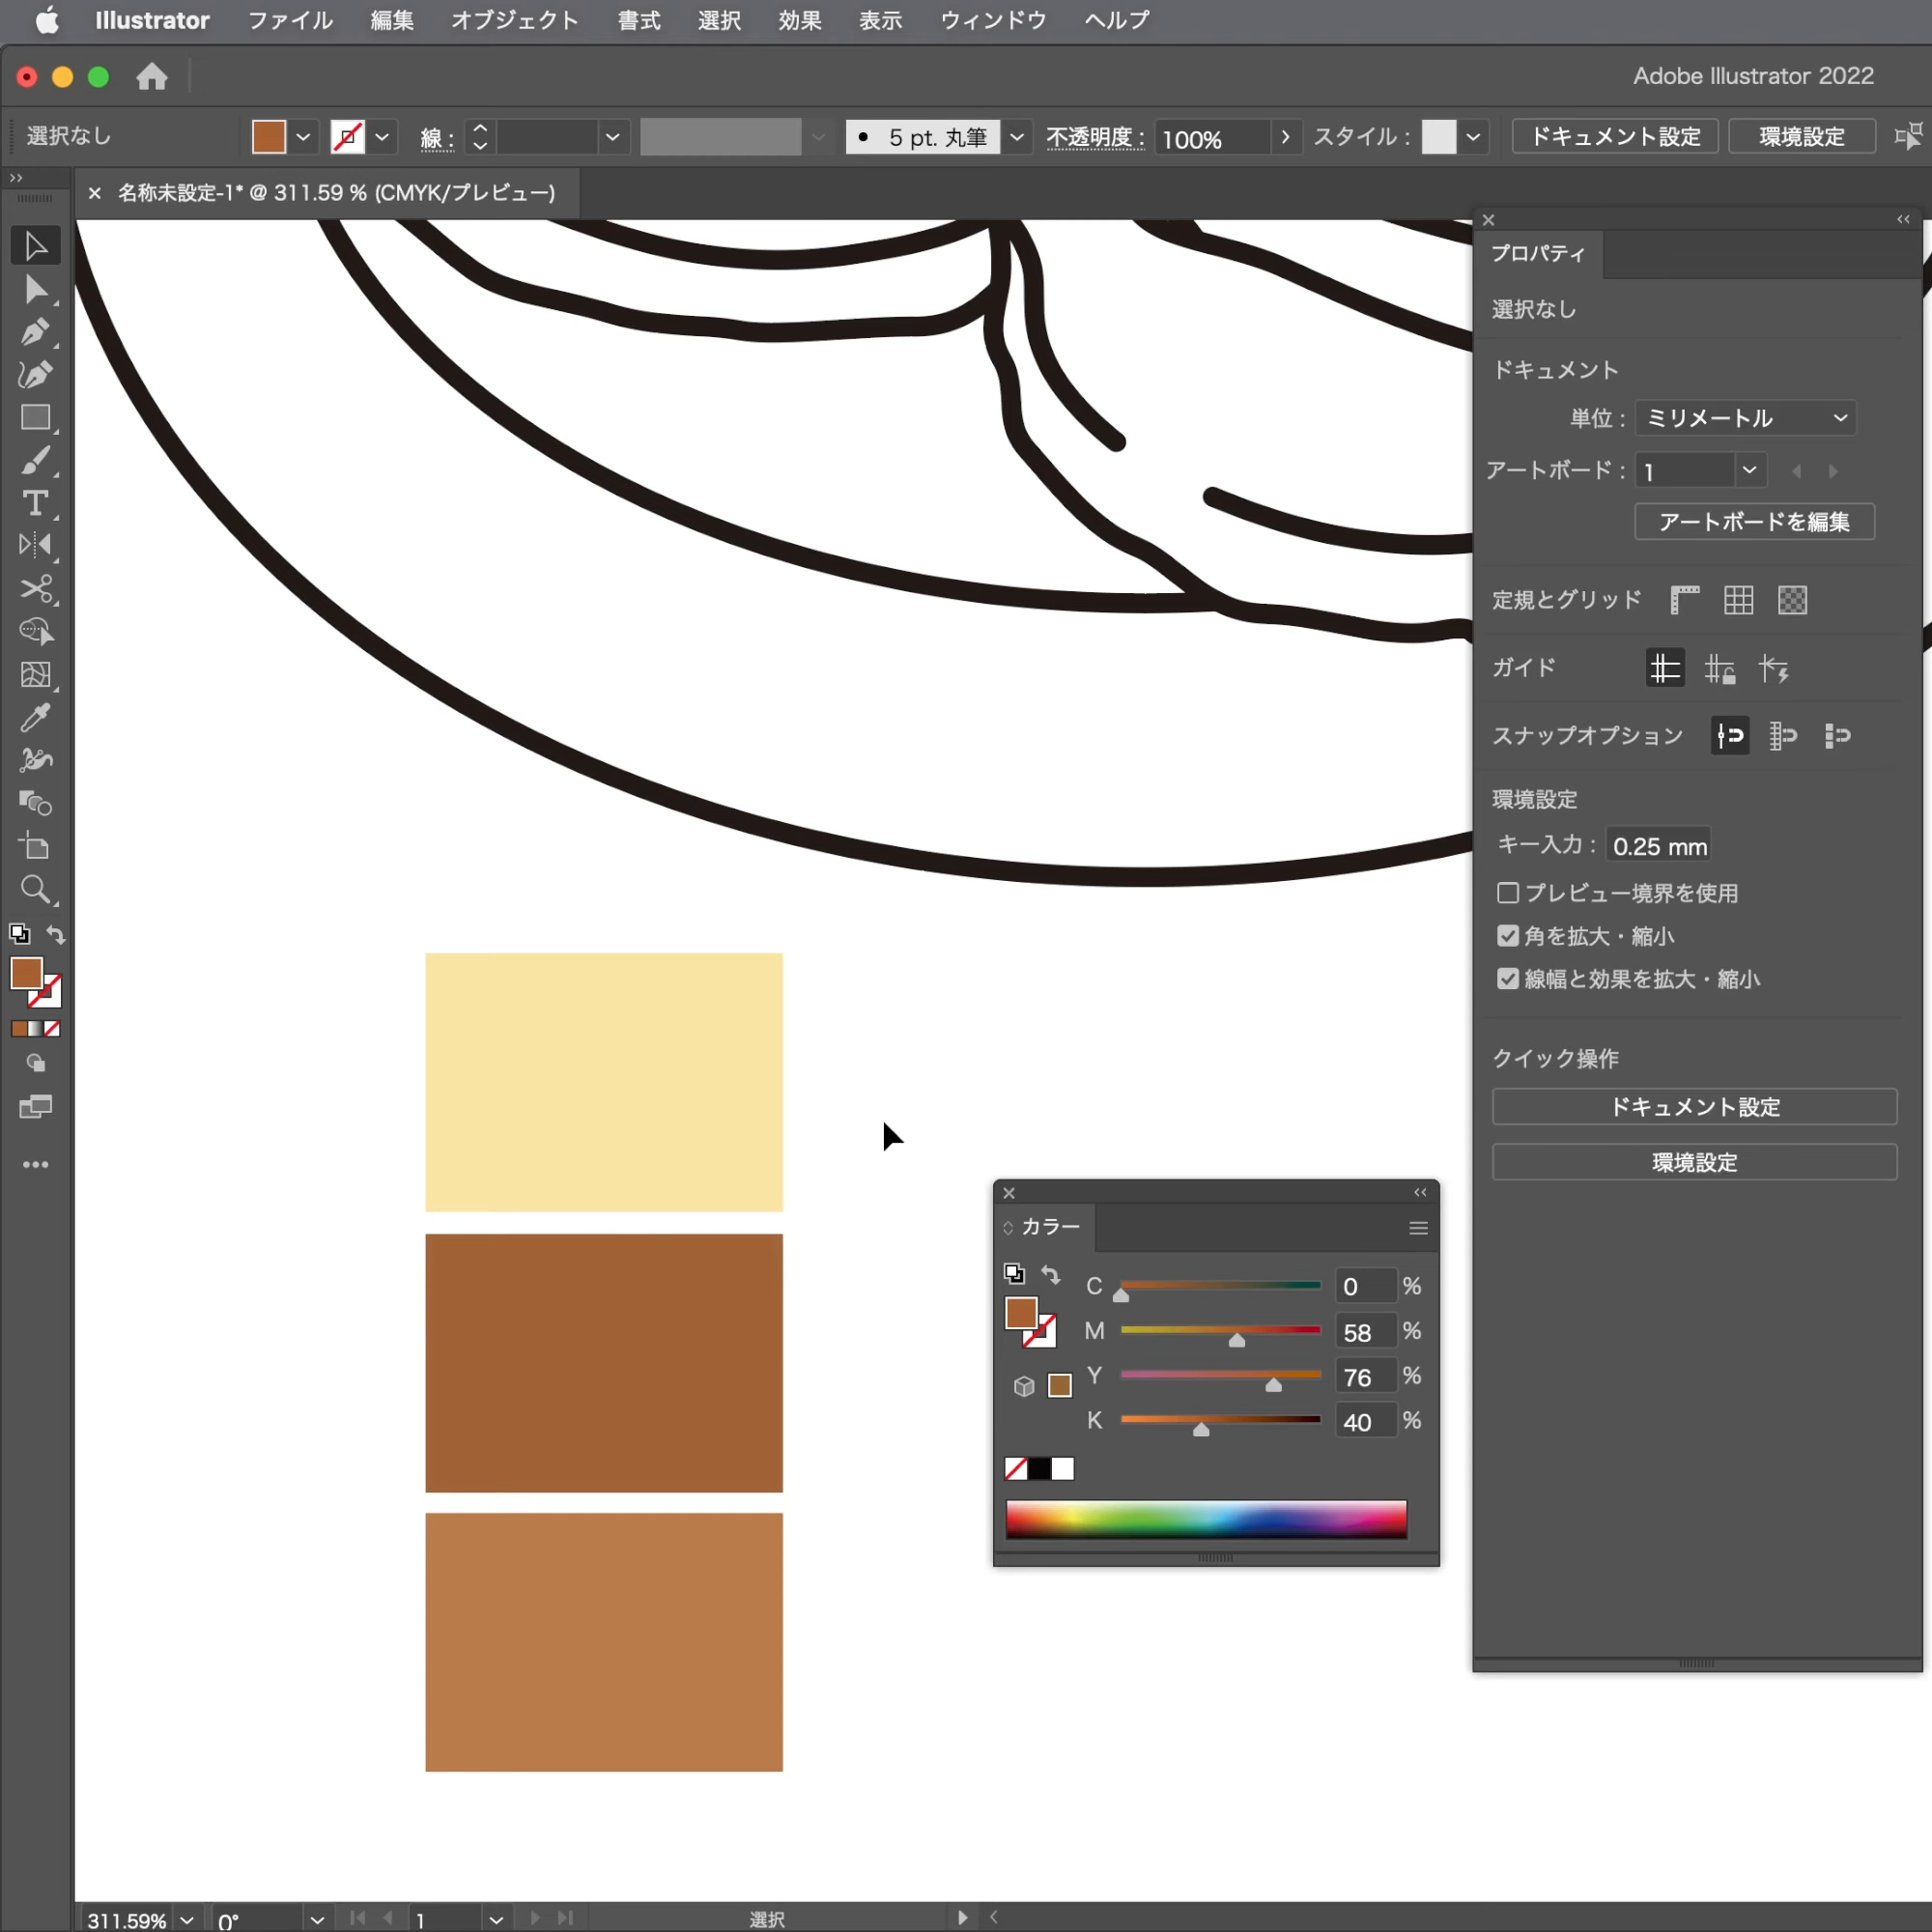 Illustrator ファイル 編集 オブジェクト 書式 選択 効果 表示 ウィンドウ ヘルプ
Adobe Illustrator 2022
選択なし 線 : 5 pt. 丸筆 不透明度 : 100% スタイル : ドキュメント設定 環境設定
名称未設定-1* @ 311.59 % (CMYK/プレビュー)
プロパティ
選択なし
ドキュメント
単位 : ミリメートル
アートボード : 1
アートボードを編集
定規とグリッド
ガイド
スナップオプション
環境設定
キー入力 : 0.25 mm
プレビュー境界を使用
角を拡大・縮小
線幅と効果を拡大・縮小
クイック操作
ドキュメント設定
環境設定
カラー
C 0 %
M 58 %
Y 76 %
K 40 %
311.59% 0° 1 選択